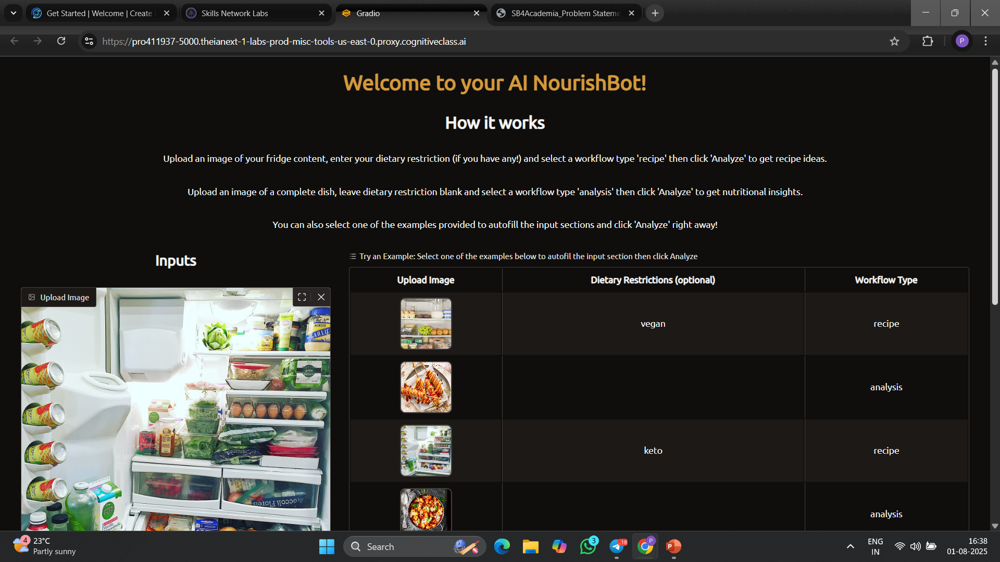 Get Started | Welcome | Create
Skills Network Labs
Gradio
SB4Academia_Problem Stateme
https://pro411937-5000.theianext-1-labs-prod-misc-tools-us-east-0.proxy.cognitiveclass.ai
P
Welcome to your AI NourishBot!
How it works
Upload an image of your fridge content, enter your dietary restriction (if you have any!) and select a workflow type 'recipe' then click 'Analyze' to get recipe ideas.
Upload an image of a complete dish, leave dietary restriction blank and select a workflow type 'analysis' then click 'Analyze' to get nutritional insights.
You can also select one of the examples provided to autofill the input sections and click 'Analyze' right away!
Inputs
Try an Example: Select one of the examples below to autofil the input section then click Analyze
Upload Image Dietary Restrictions (optional) Workflow Type
Upload Image
MINCED
GARLIC
GHEE
Broccoli Florets
vegan recipe
analysis
keto recipe
analysis
4
23°C
Partly sunny
Search
3
18
P
P
ENG
IN
16:38
01-08-2025